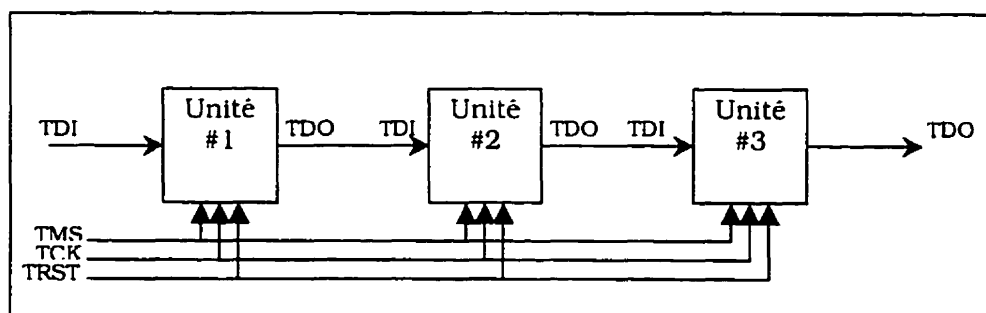 Unité #1
Unité #2
Unité #3
TDI
TDO
TDI
TDO
TDI
TDO
TMS
TCK
TRST